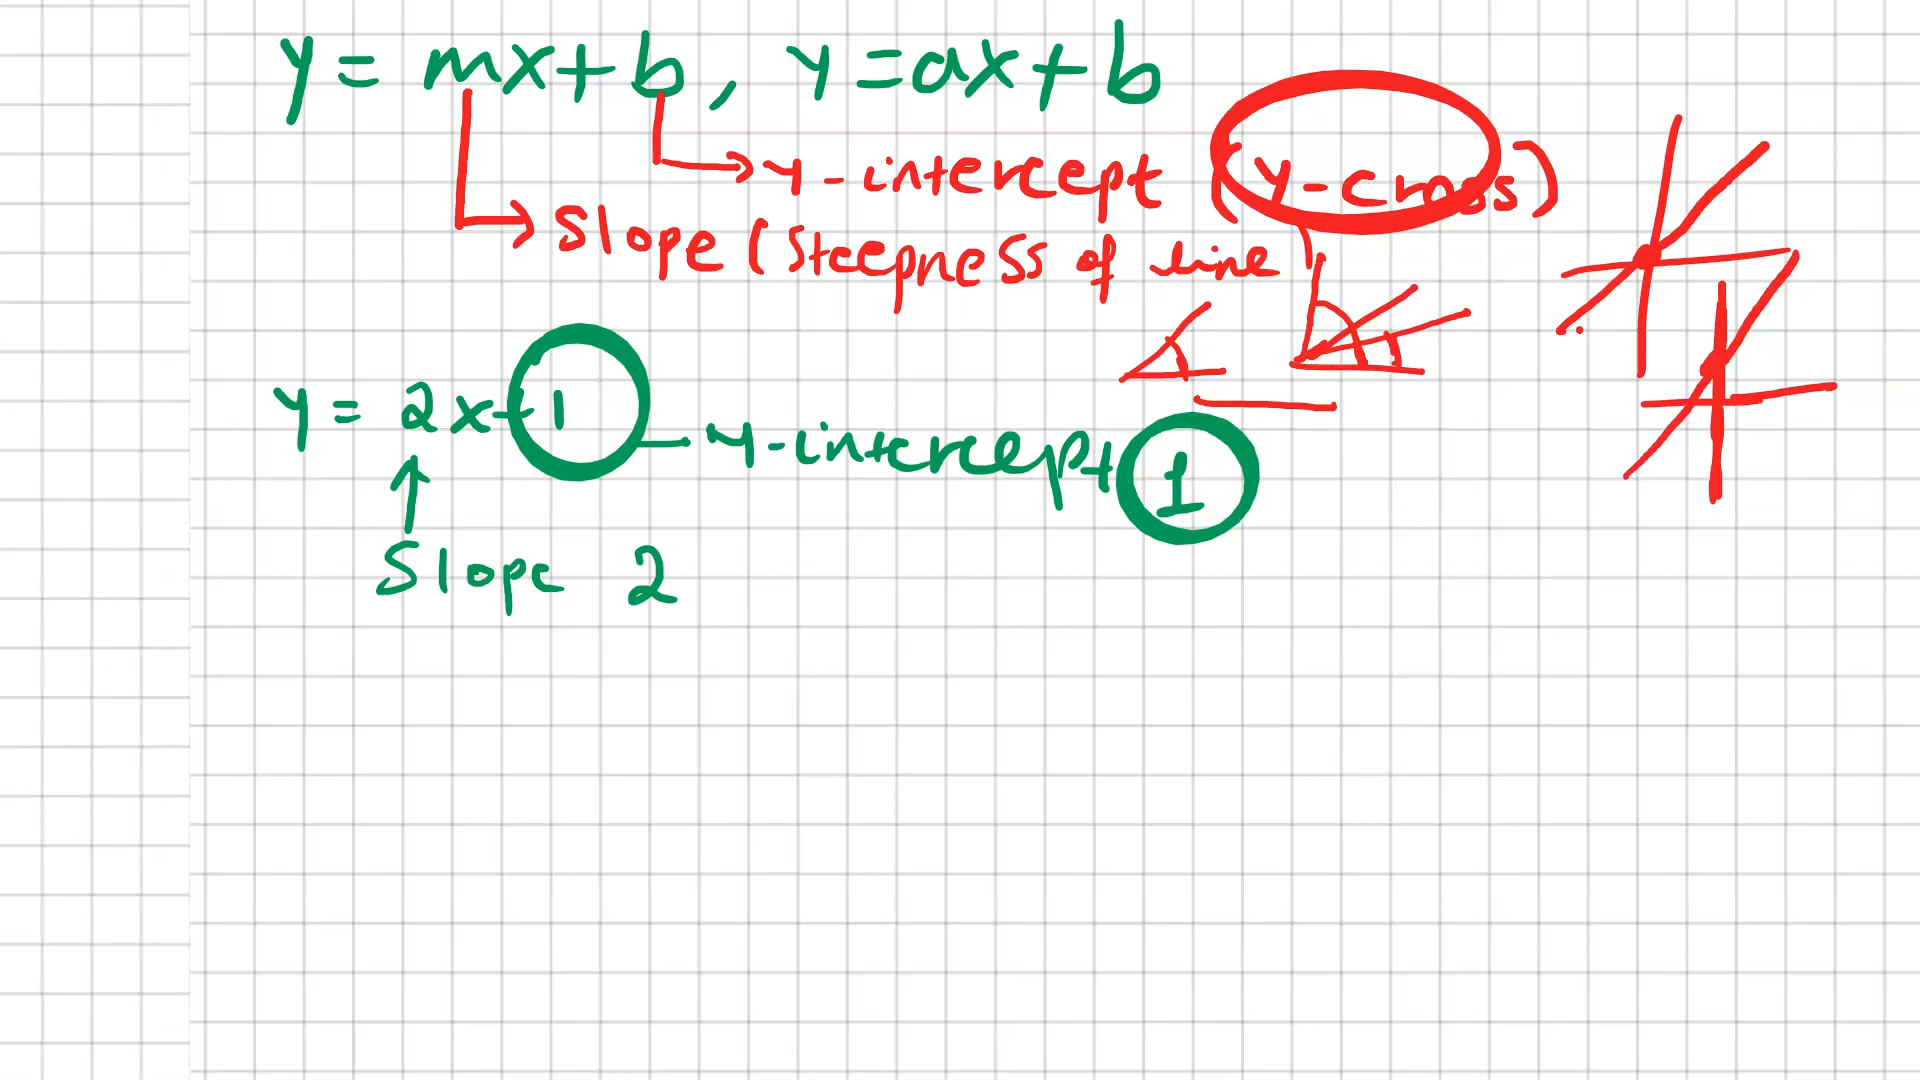 y = mx+b, y=ax+b
y-intercept (y-cross)
Slope (Steepness of line)
y = 2x+1
y-intercept 1
Slope 2